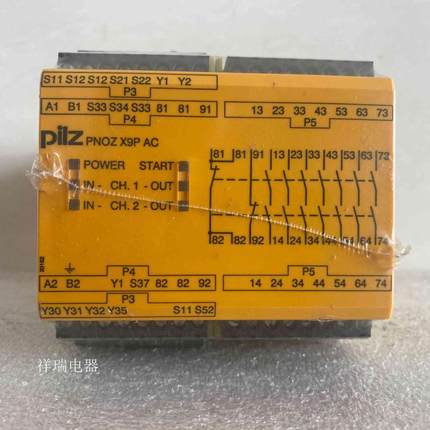 S11 S12 S12 S21 S22 Y1 Y2
P3
A1 B1 S33 S34 S33 81 81 91 13 23 33 43 53 63 73
P4 P5
pilz PNOZ X9P AC
POWER START
IN - CH. 1 - OUT
IN - CH. 2 - OUT
81 81 91 13 23 33 43 53 63 72
82 82 92 14 24 34 44 54 64 74
P4 P5
A2 B2 Y1 S37 82 82 92 14 24 34 44 54 64 74
P3
Y30 Y31 Y32 Y35 S11 S52
祥瑞电器